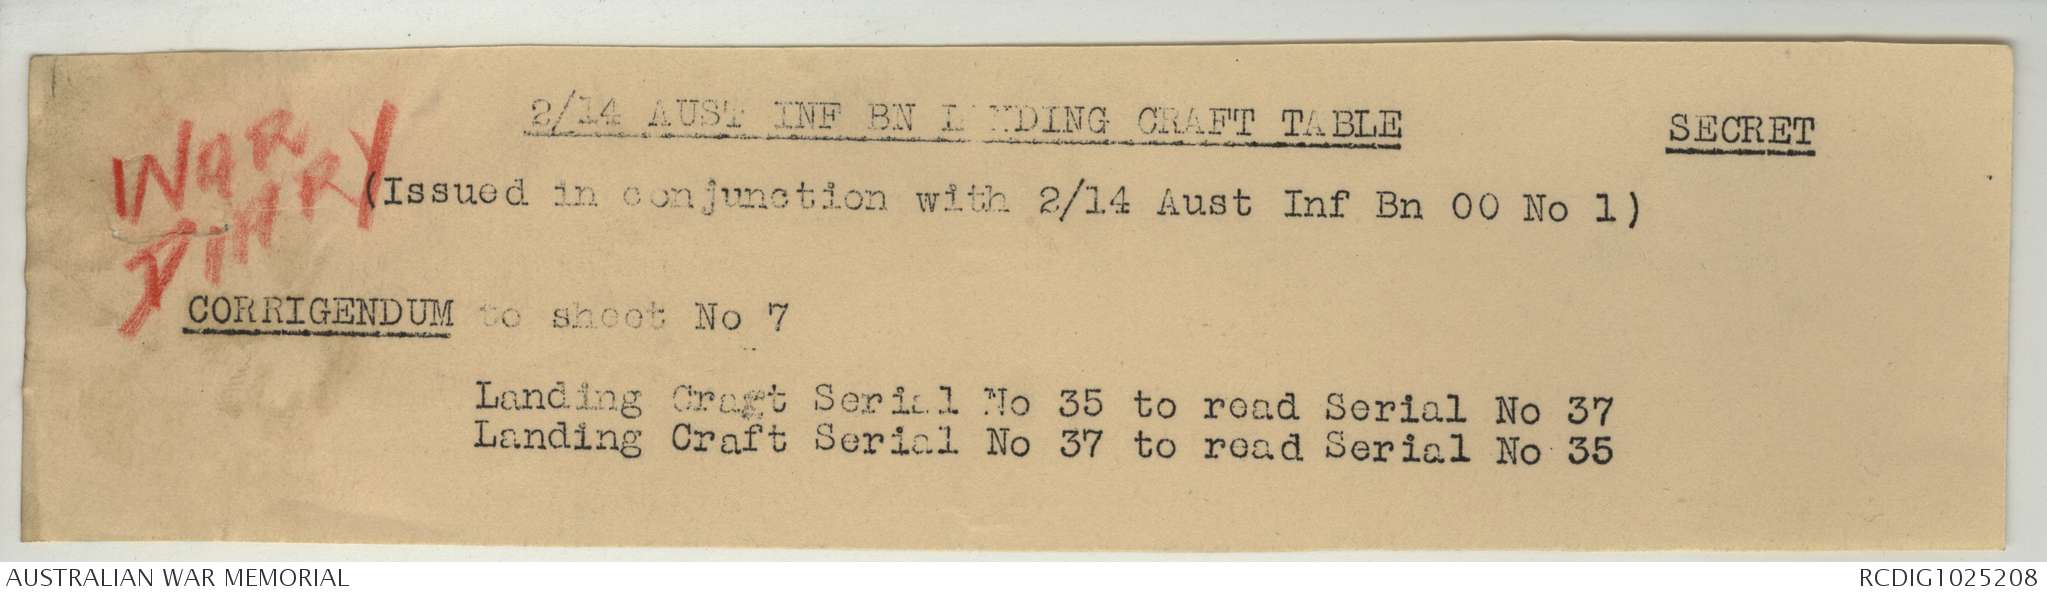 2/14 AUST INF BN LANDING CRAFT TABLE
SECRET
WAR
DIARY
(Issued in conjunction with 2/14 Aust Inf Bn OO No 1)
CORRIGENDUM to sheet No 7
Landing Cragt Serial No 35 to read Serial No 37
Landing Craft Serial No 37 to read Serial No 35
AUSTRALIAN WAR MEMORIAL
RCDIG1025208